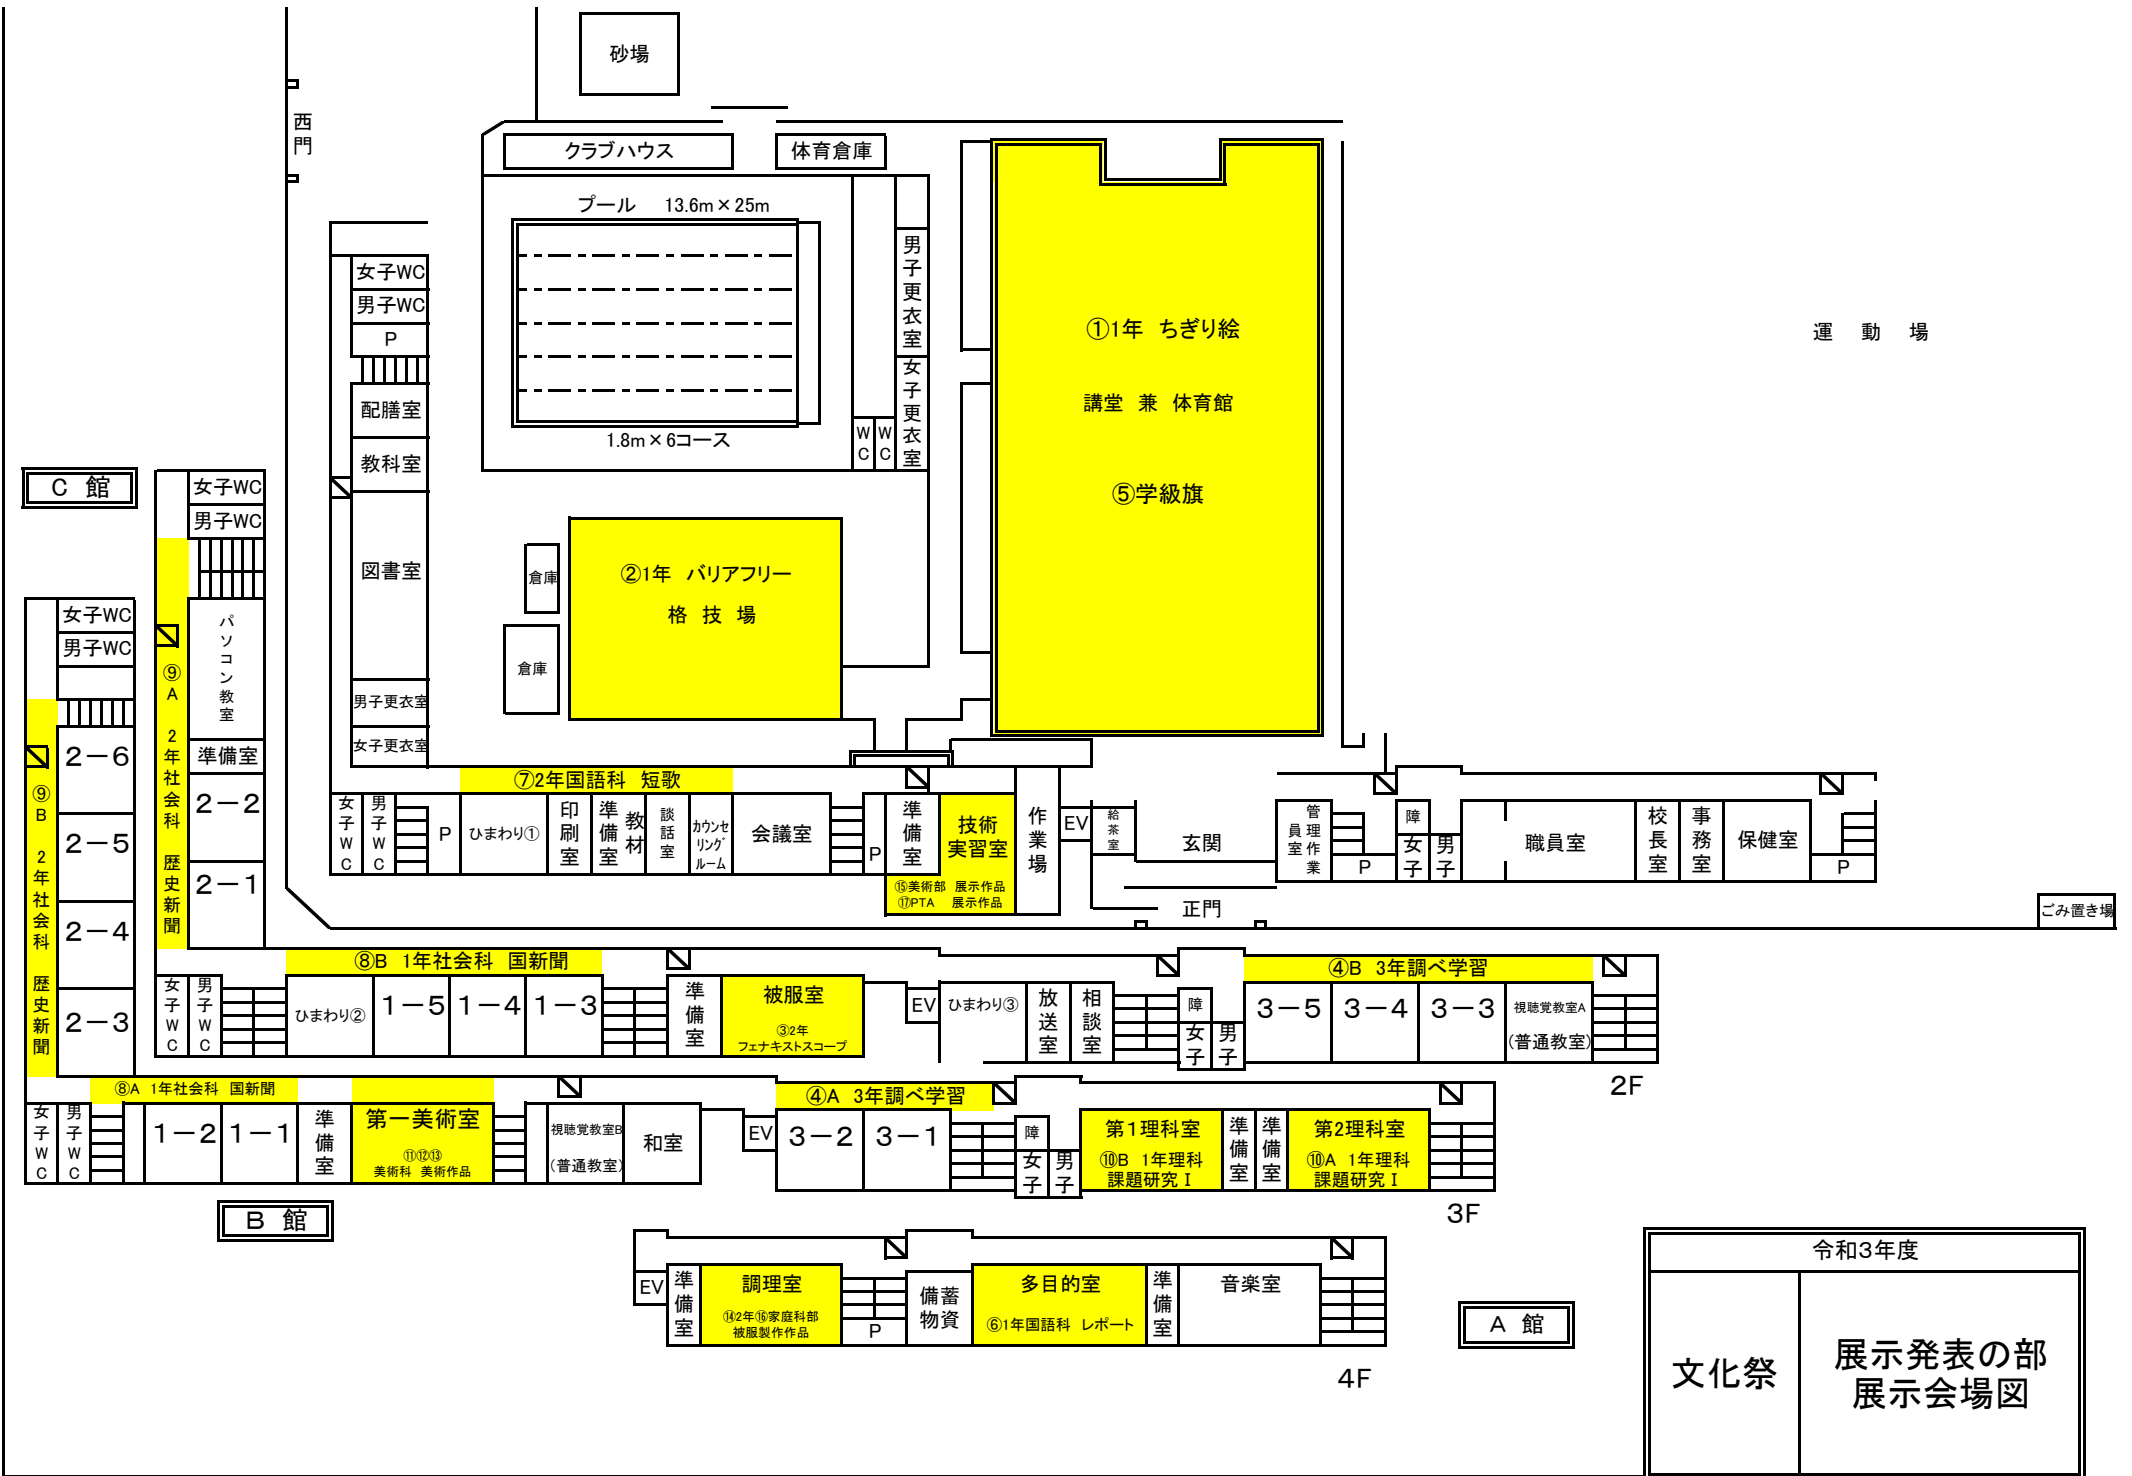 砂場
西門
クラブハウス
体育倉庫
プール 13.6m×25m
1.8m×6コース
男子更衣室
女子更衣室
WC
WC
①1年 ちぎり絵
講堂 兼 体育館
⑤学級旗
運 動 場
女子WC
男子WC
P
配膳室
教科室
図書室
男子更衣室
女子更衣室
倉庫
倉庫
②1年 バリアフリー
格 技 場
C 館
女子WC
男子WC
パソコン教室
準備室
2-2
2-1
⑨A 2年社会科 歴史新聞
女子WC
男子WC
2-6
2-5
2-4
2-3
⑨B 2年社会科 歴史新聞
⑦2年国語科 短歌
女子WC
男子WC
P
ひまわり①
印刷室
準備室
教材
談話室
カウンセ
リング
ルーム
会議室
P
準備室
技術
実習室
⑮美術部 展示作品
⑰PTA 展示作品
作業場
EV
給茶室
玄関
正門
管理作業
員室
P
障
女子
男子
職員室
校長室
事務室
保健室
P
ごみ置き場
⑧B 1年社会科 国新聞
女子WC
男子WC
ひまわり②
1-5
1-4
1-3
準備室
被服室
③2年
フェナキストスコープ
EV
ひまわり③
放送室
相談室
障
女子
男子
④B 3年調べ学習
3-5
3-4
3-3
視聴覚教室A
(普通教室)
2F
⑧A 1年社会科 国新聞
女子WC
男子WC
1-2
1-1
準備室
第一美術室
⑪⑫⑬
美術科 美術作品
視聴覚教室B
(普通教室)
和室
EV
④A 3年調べ学習
3-2
3-1
障
女子
男子
第1理科室
⑩B 1年理科
課題研究Ⅰ
準備室
準備室
第2理科室
⑩A 1年理科
課題研究Ⅰ
3F
B 館
EV
準備室
調理室
⑭2年⑯家庭科部
被服製作作品
P
備蓄
物資
多目的室
⑥1年国語科 レポート
準備室
音楽室
4F
A 館
令和3年度
文化祭
展示発表の部
展示会場図